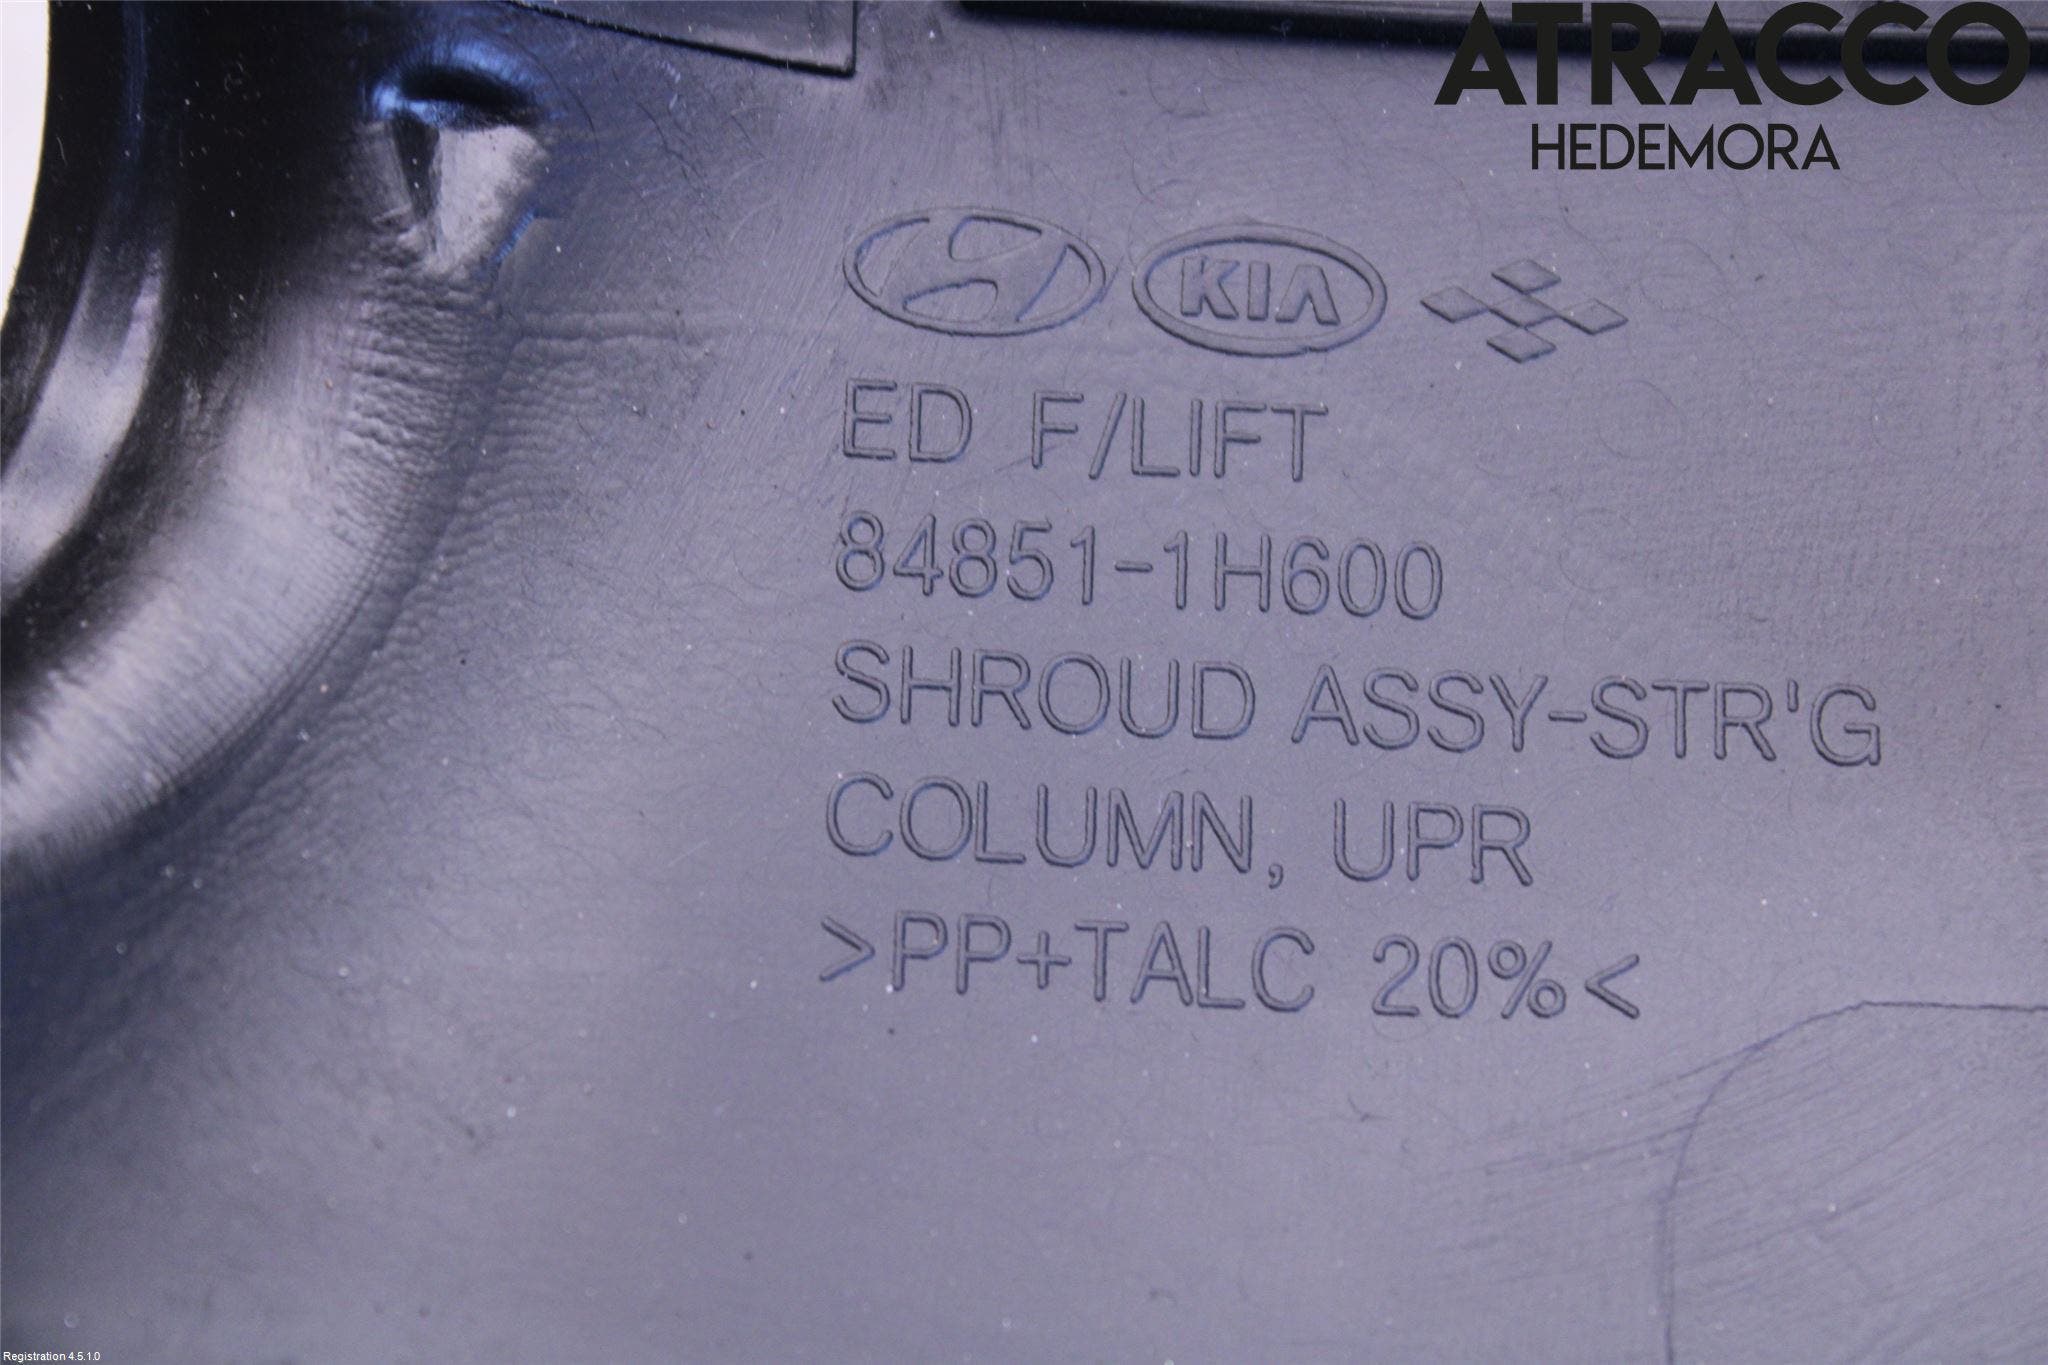 ATRACCO
HEDEMORA
KIA
ED F/LIFT
84851-1H600
SHROUD ASSY-STR'G
COLUMN, UPR
>PP+TALC 20%<
Registration 4.5.1.0